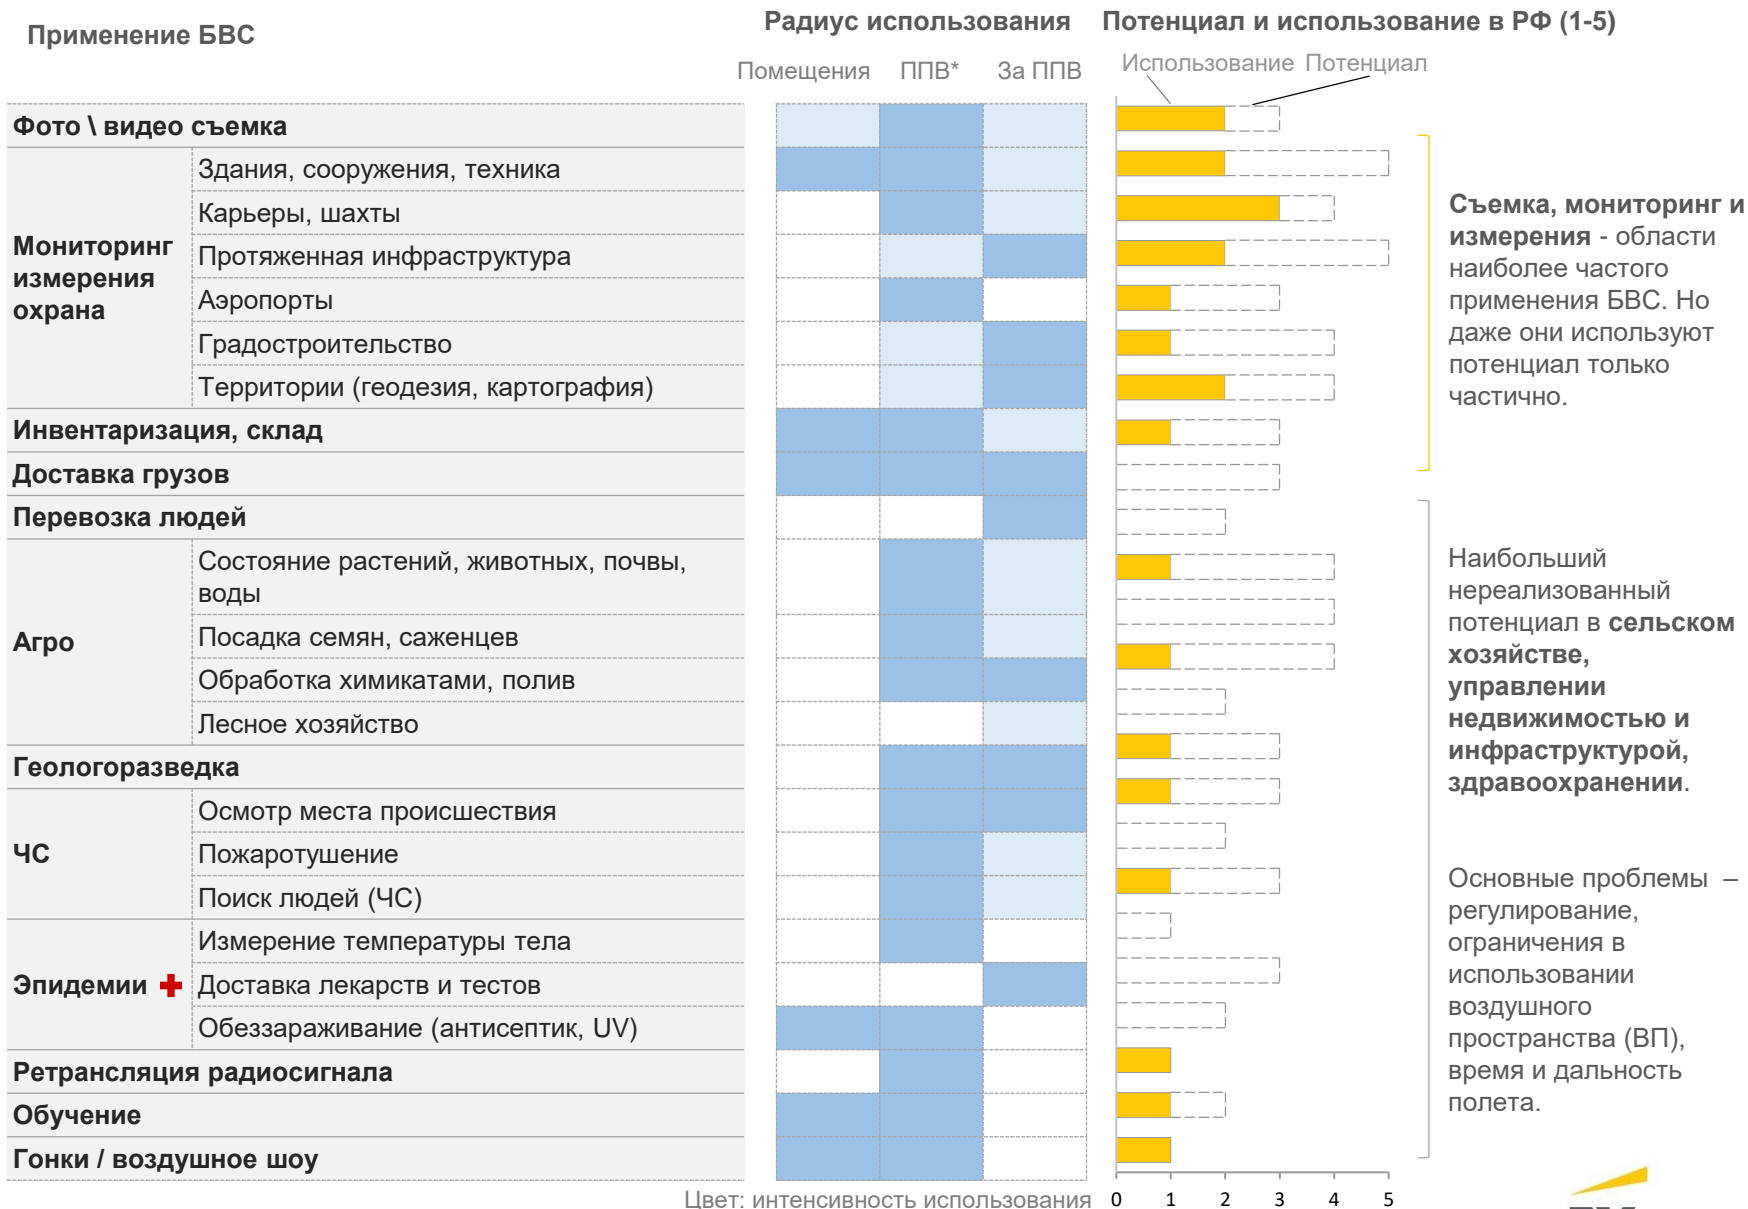 Применение БВС
Радиус использования
Потенциал и использование в РФ (1-5)
Помещения ППВ* За ППВ
Использование Потенциал
Фото \ видео съемка
Мониторинг
измерения
охрана
Здания, сооружения, техника
Карьеры, шахты
Протяженная инфраструктура
Аэропорты
Градостроительство
Территории (геодезия, картография)
Инвентаризация, склад
Доставка грузов
Перевозка людей
Агро
Состояние растений, животных, почвы,
воды
Посадка семян, саженцев
Обработка химикатами, полив
Лесное хозяйство
Геологоразведка
ЧС
Осмотр места происшествия
Пожаротушение
Поиск людей (ЧС)
Эпидемии
Измерение температуры тела
Доставка лекарств и тестов
Обеззараживание (антисептик, UV)
Ретрансляция радиосигнала
Обучение
Гонки / воздушное шоу
Цвет: интенсивность использования
0 1 2 3 4 5
Съемка, мониторинг и
измерения - области
наиболее частого
применения БВС. Но
даже они используют
потенциал только
частично.
Наибольший
нереализованный
потенциал в сельском
хозяйстве,
управлении
недвижимостью и
инфраструктурой,
здравоохранении.
Основные проблемы –
регулирование,
ограничения в
использовании
воздушного
пространства (ВП),
время и дальность
полета.